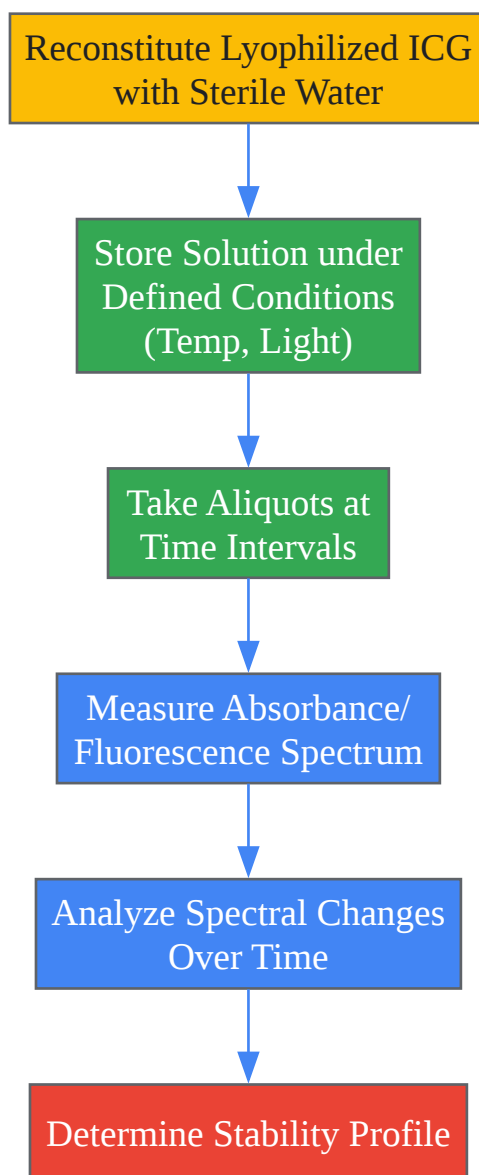 Reconstitute Lyophilized ICG
with Sterile Water
Store Solution under
Defined Conditions
(Temp, Light)
Take Aliquots at
Time Intervals
Measure Absorbance/
Fluorescence Spectrum
Analyze Spectral Changes
Over Time
Determine Stability Profile